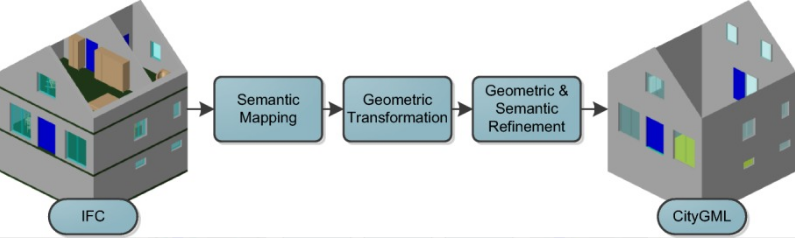 Semantic
Mapping
Geometric
Transformation
Geometric &
Semantic
Refinement
IFC
CityGML